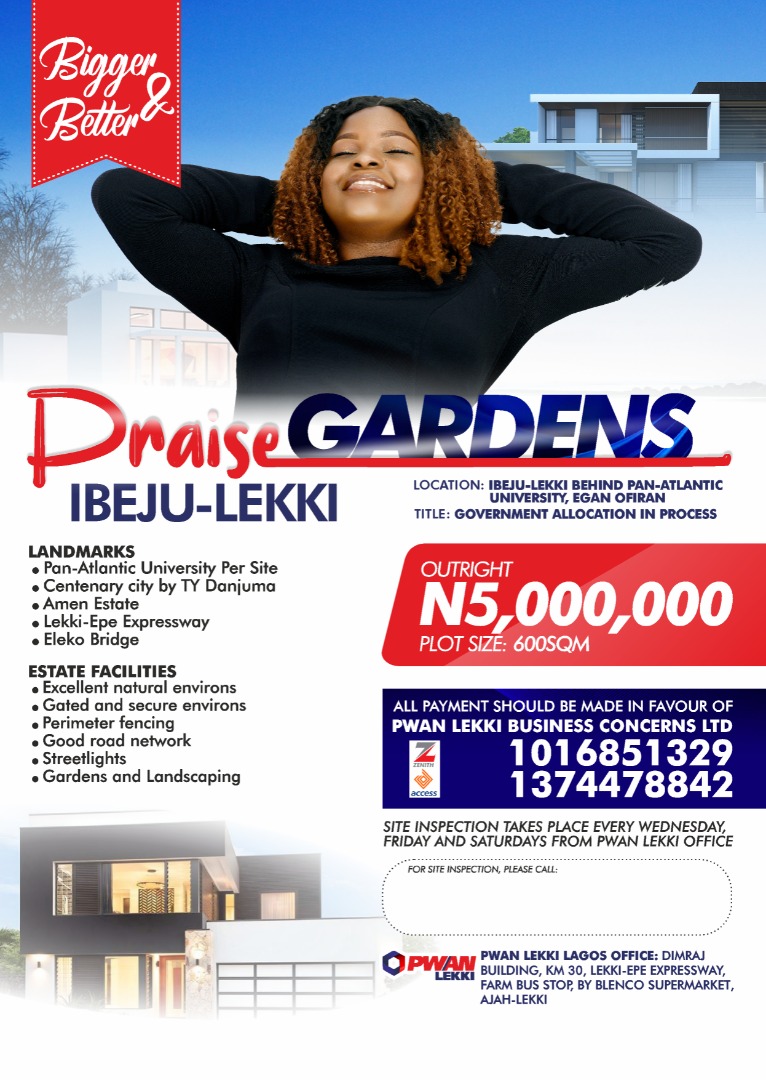 Bigger
&
Better
Praise GARDENS
IBEJU-LEKKI
LOCATION: IBEJU-LEKKI BEHIND PAN-ATLANTIC
UNIVERSITY, EGAN OFIRAN
TITLE: GOVERNMENT ALLOCATION IN PROCESS
LANDMARKS
• Pan-Atlantic University Per Site
• Centenary city by TY Danjuma
• Amen Estate
• Lekki-Epe Expressway
• Eleko Bridge
ESTATE FACILITIES
• Excellent natural environs
• Gated and secure environs
• Perimeter fencing
• Good road network
• Streetlights
• Gardens and Landscaping
OUTRIGHT
N5,000,000
PLOT SIZE: 600SQM
ALL PAYMENT SHOULD BE MADE IN FAVOUR OF
PWAN LEKKI BUSINESS CONCERNS LTD
ZENITH
1016851329
access
1374478842
SITE INSPECTION TAKES PLACE EVERY WEDNESDAY,
FRIDAY AND SATURDAYS FROM PWAN LEKKI OFFICE
FOR SITE INSPECTION, PLEASE CALL:
PWAN
LEKKI
PWAN LEKKI LAGOS OFFICE: DIMRAJ
BUILDING, KM 30, LEKKI-EPE EXPRESSWAY,
FARM BUS STOP, BY BLENCO SUPERMARKET,
AJAH-LEKKI